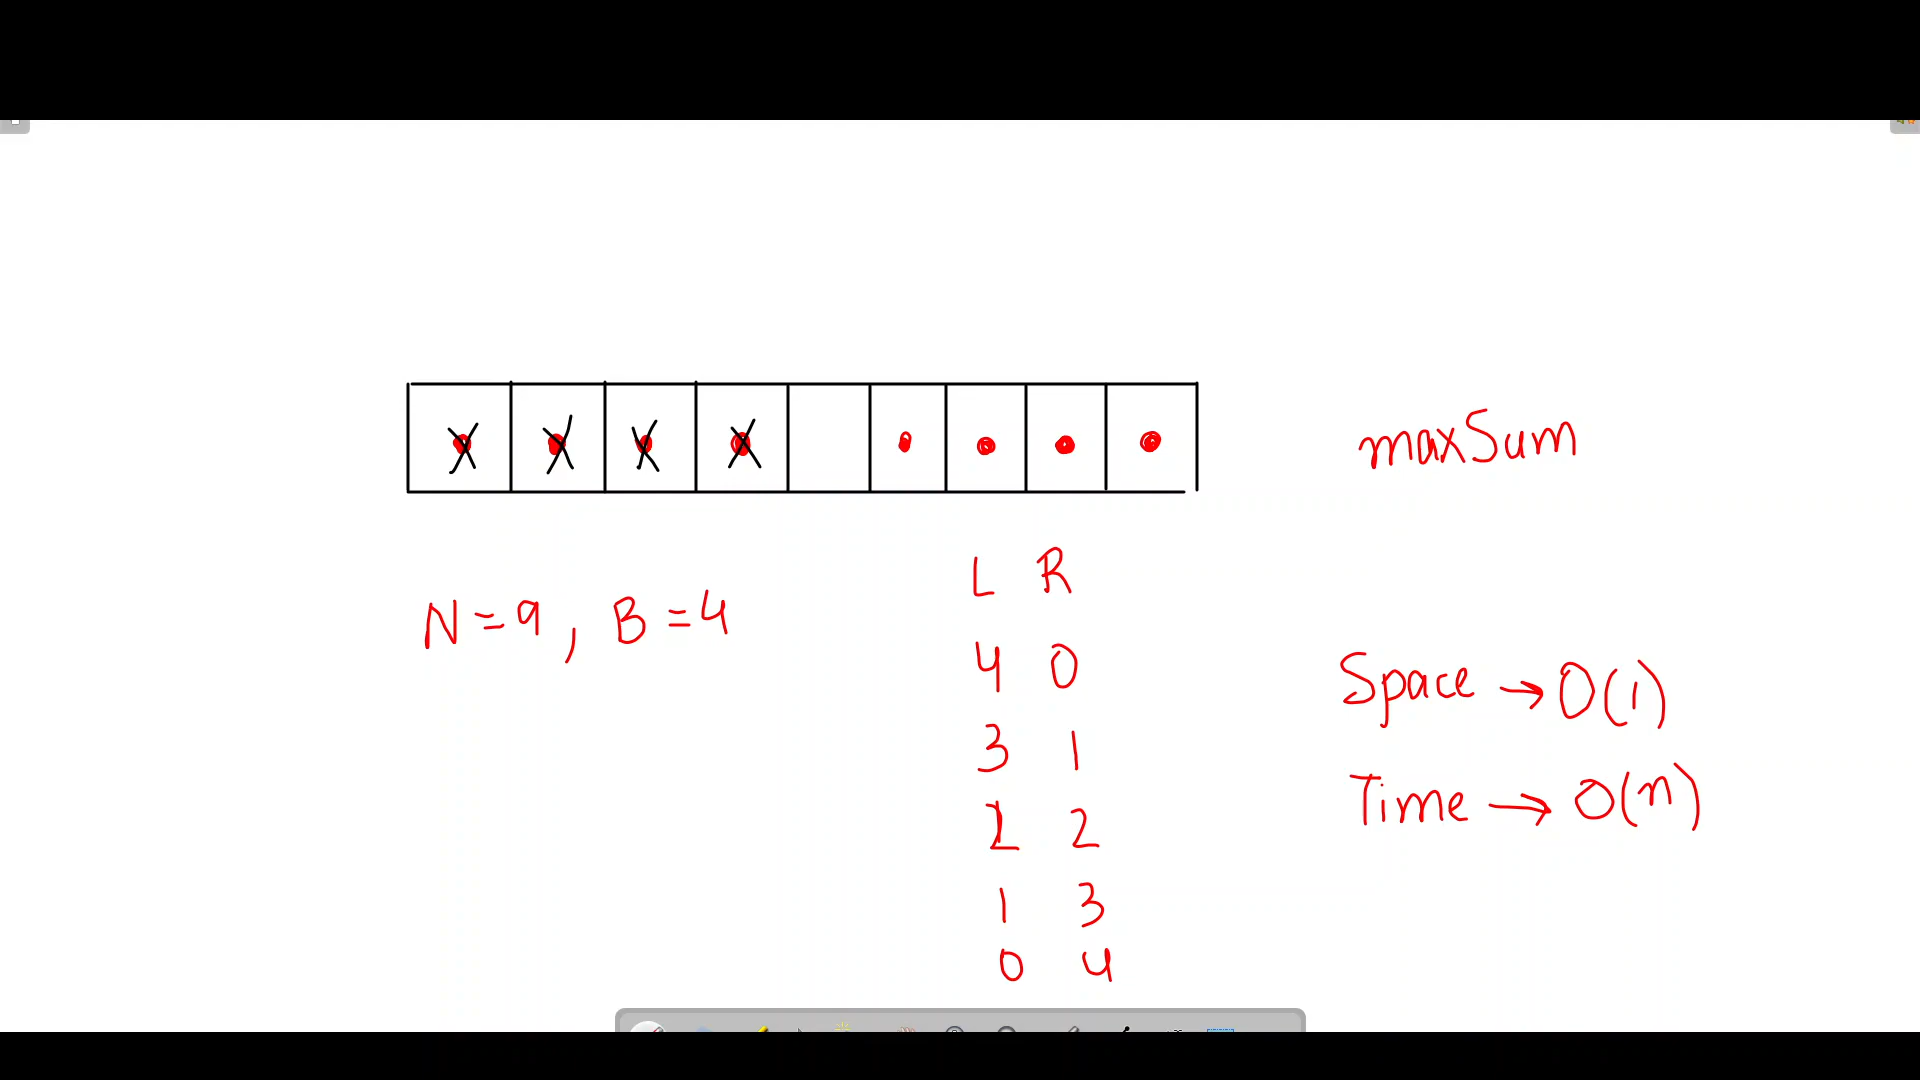 maxSum
N=9, B=4
L R
4 0
3 1
2 2
1 3
0 4
Space → O(1)
Time → O(n)